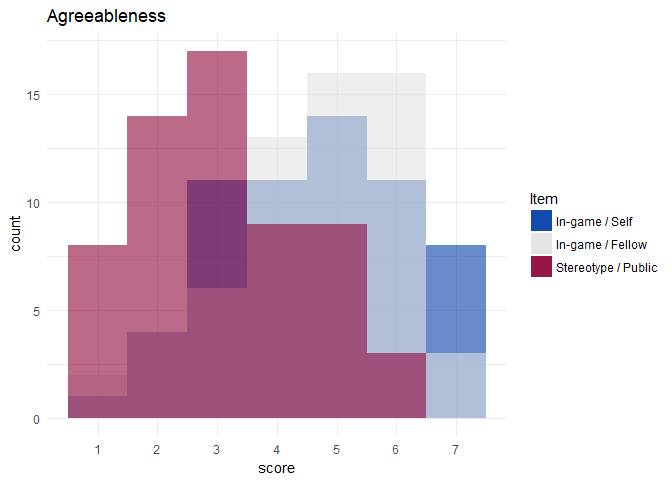 Agreeableness
15
10
5
0
count
1 2 3 4 5 6 7
score
Item
In-game / Self
In-game / Fellow
Stereotype / Public